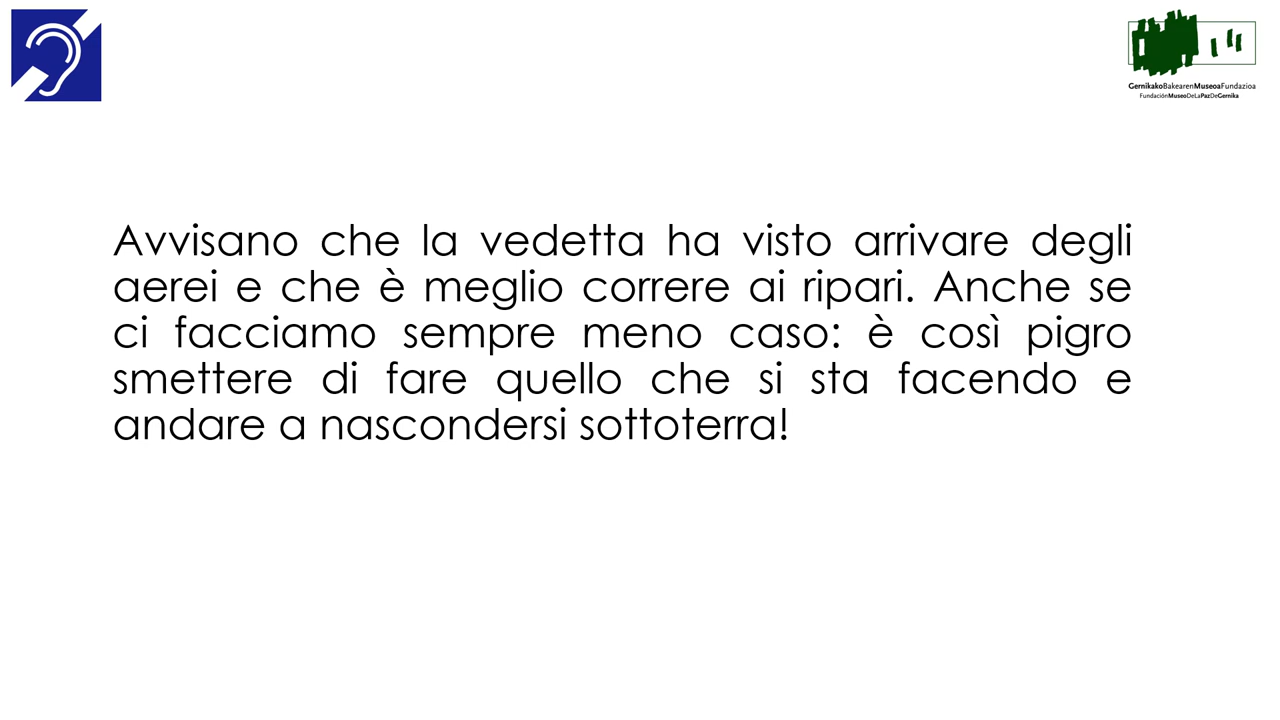 GernikakoBakearenMuseoaFundazioa
FundaciónMuseoDeLaPazDeGernika
Avvisano che la vedetta ha visto arrivare degli
aerei e che è meglio correre ai ripari. Anche se
ci facciamo sempre meno caso: è così pigro
smettere di fare quello che si sta facendo e
andare a nascondersi sottoterra!